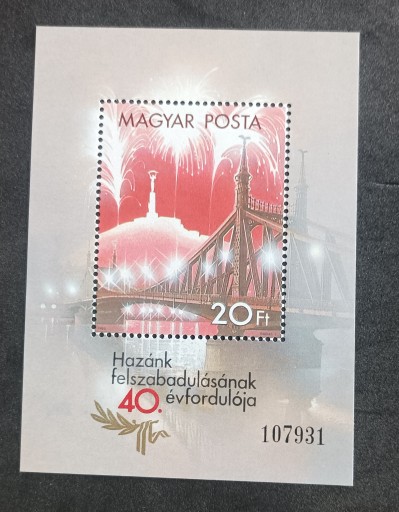 MAGYAR POSTA
20 Ft
Hazánk
felszabadulásának
40. évfordulója
107931